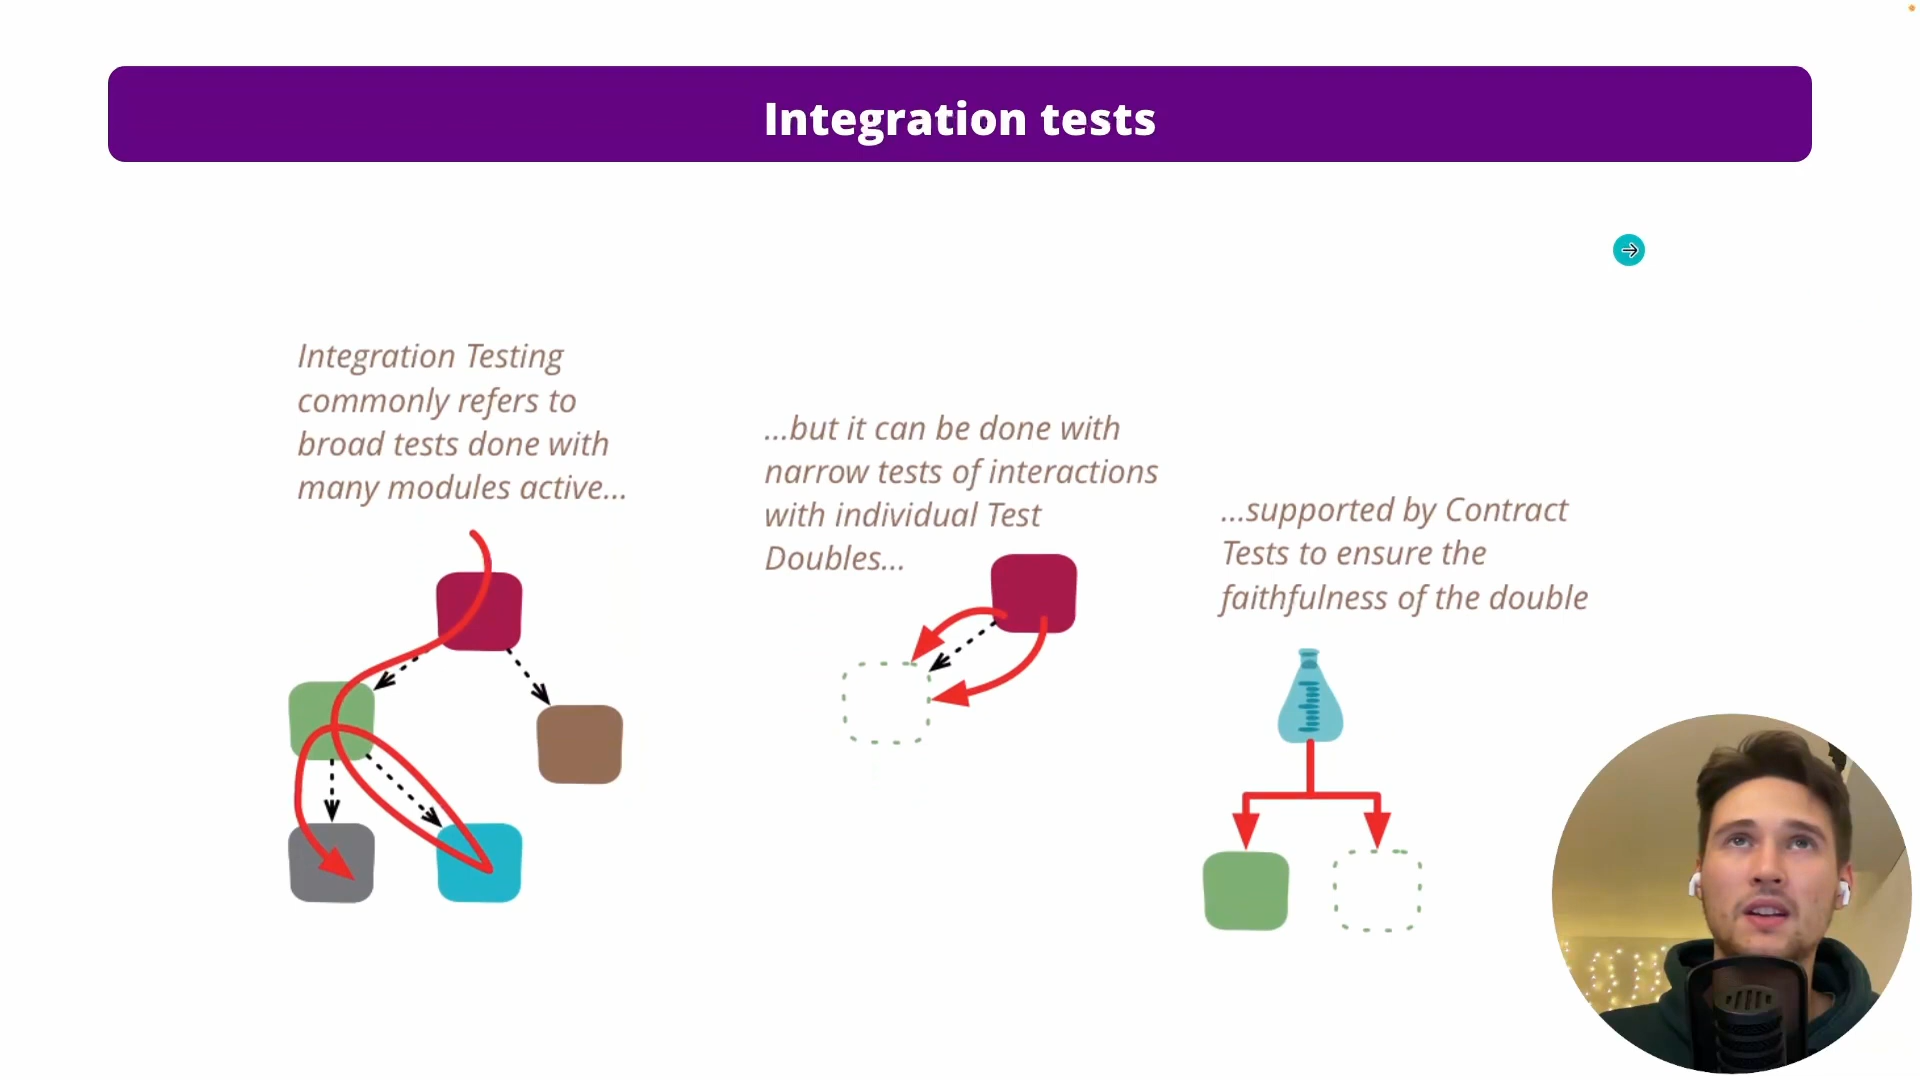 Integration tests
Integration Testing
commonly refers to
broad tests done with
many modules active...
...but it can be done with
narrow tests of interactions
with individual Test
Doubles...
...supported by Contract
Tests to ensure the
faithfulness of the double